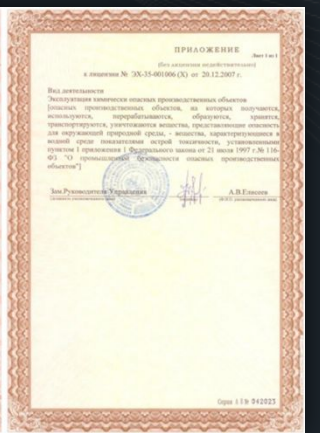 ПРИЛОЖЕНИЕ
Лист 1 из 1
(без лицензии недействительно)
к лицензии № ЭХ-35-001006 (Х) от 20.12.2007 г.
Вид деятельности
Эксплуатация химически опасных производственных объектов
[опасных производственных объектов, на которых получаются,
используются, перерабатываются, образуются, хранятся,
транспортируются, уничтожаются вещества, представляющие опасность
для окружающей природной среды, - вещества, характеризующиеся в
водной среде показателями острой токсичности, установленными
пунктом 1 приложения 1 Федерального закона от 21 июля 1997 г.№ 116-
ФЗ "О промышленной безопасности опасных производственных
объектов"]
Зам.Руководителя Управления
А.В.Елисеев
Серия А В № 042023